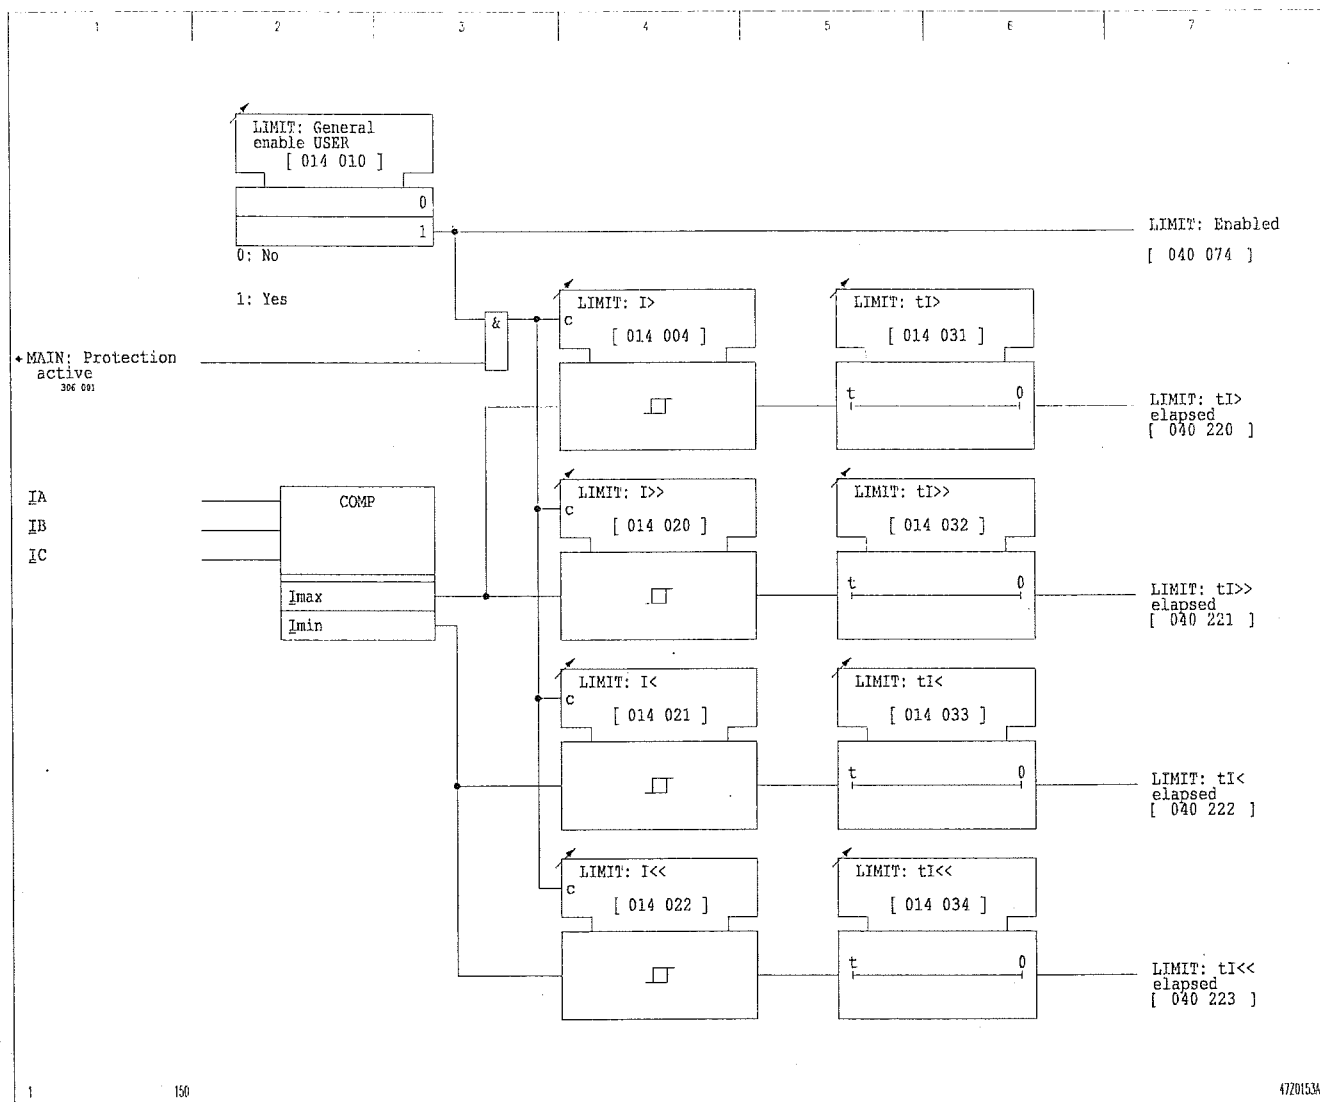 1 2 3 4 5 6 7
LIMIT: General
enable USER
[ 014 010 ]
0
1
0: No
1: Yes
LIMIT: Enabled
[ 040 074 ]
MAIN: Protection
active
306 001
&
C
LIMIT: I>
[ 014 004 ]
LIMIT: tI>
[ 014 031 ]
t 0
LIMIT: tI>
elapsed
[ 040 220 ]
IA
IB
IC
COMP
Imax
Imin
C
LIMIT: I>>
[ 014 020 ]
LIMIT: tI>>
[ 014 032 ]
t 0
LIMIT: tI>>
elapsed
[ 040 221 ]
C
LIMIT: I<
[ 014 021 ]
LIMIT: tI<
[ 014 033 ]
t 0
LIMIT: tI<
elapsed
[ 040 222 ]
C
LIMIT: I<<
[ 014 022 ]
LIMIT: tI<<
[ 014 034 ]
t 0
LIMIT: tI<<
elapsed
[ 040 223 ]
1 150 47Z0153A